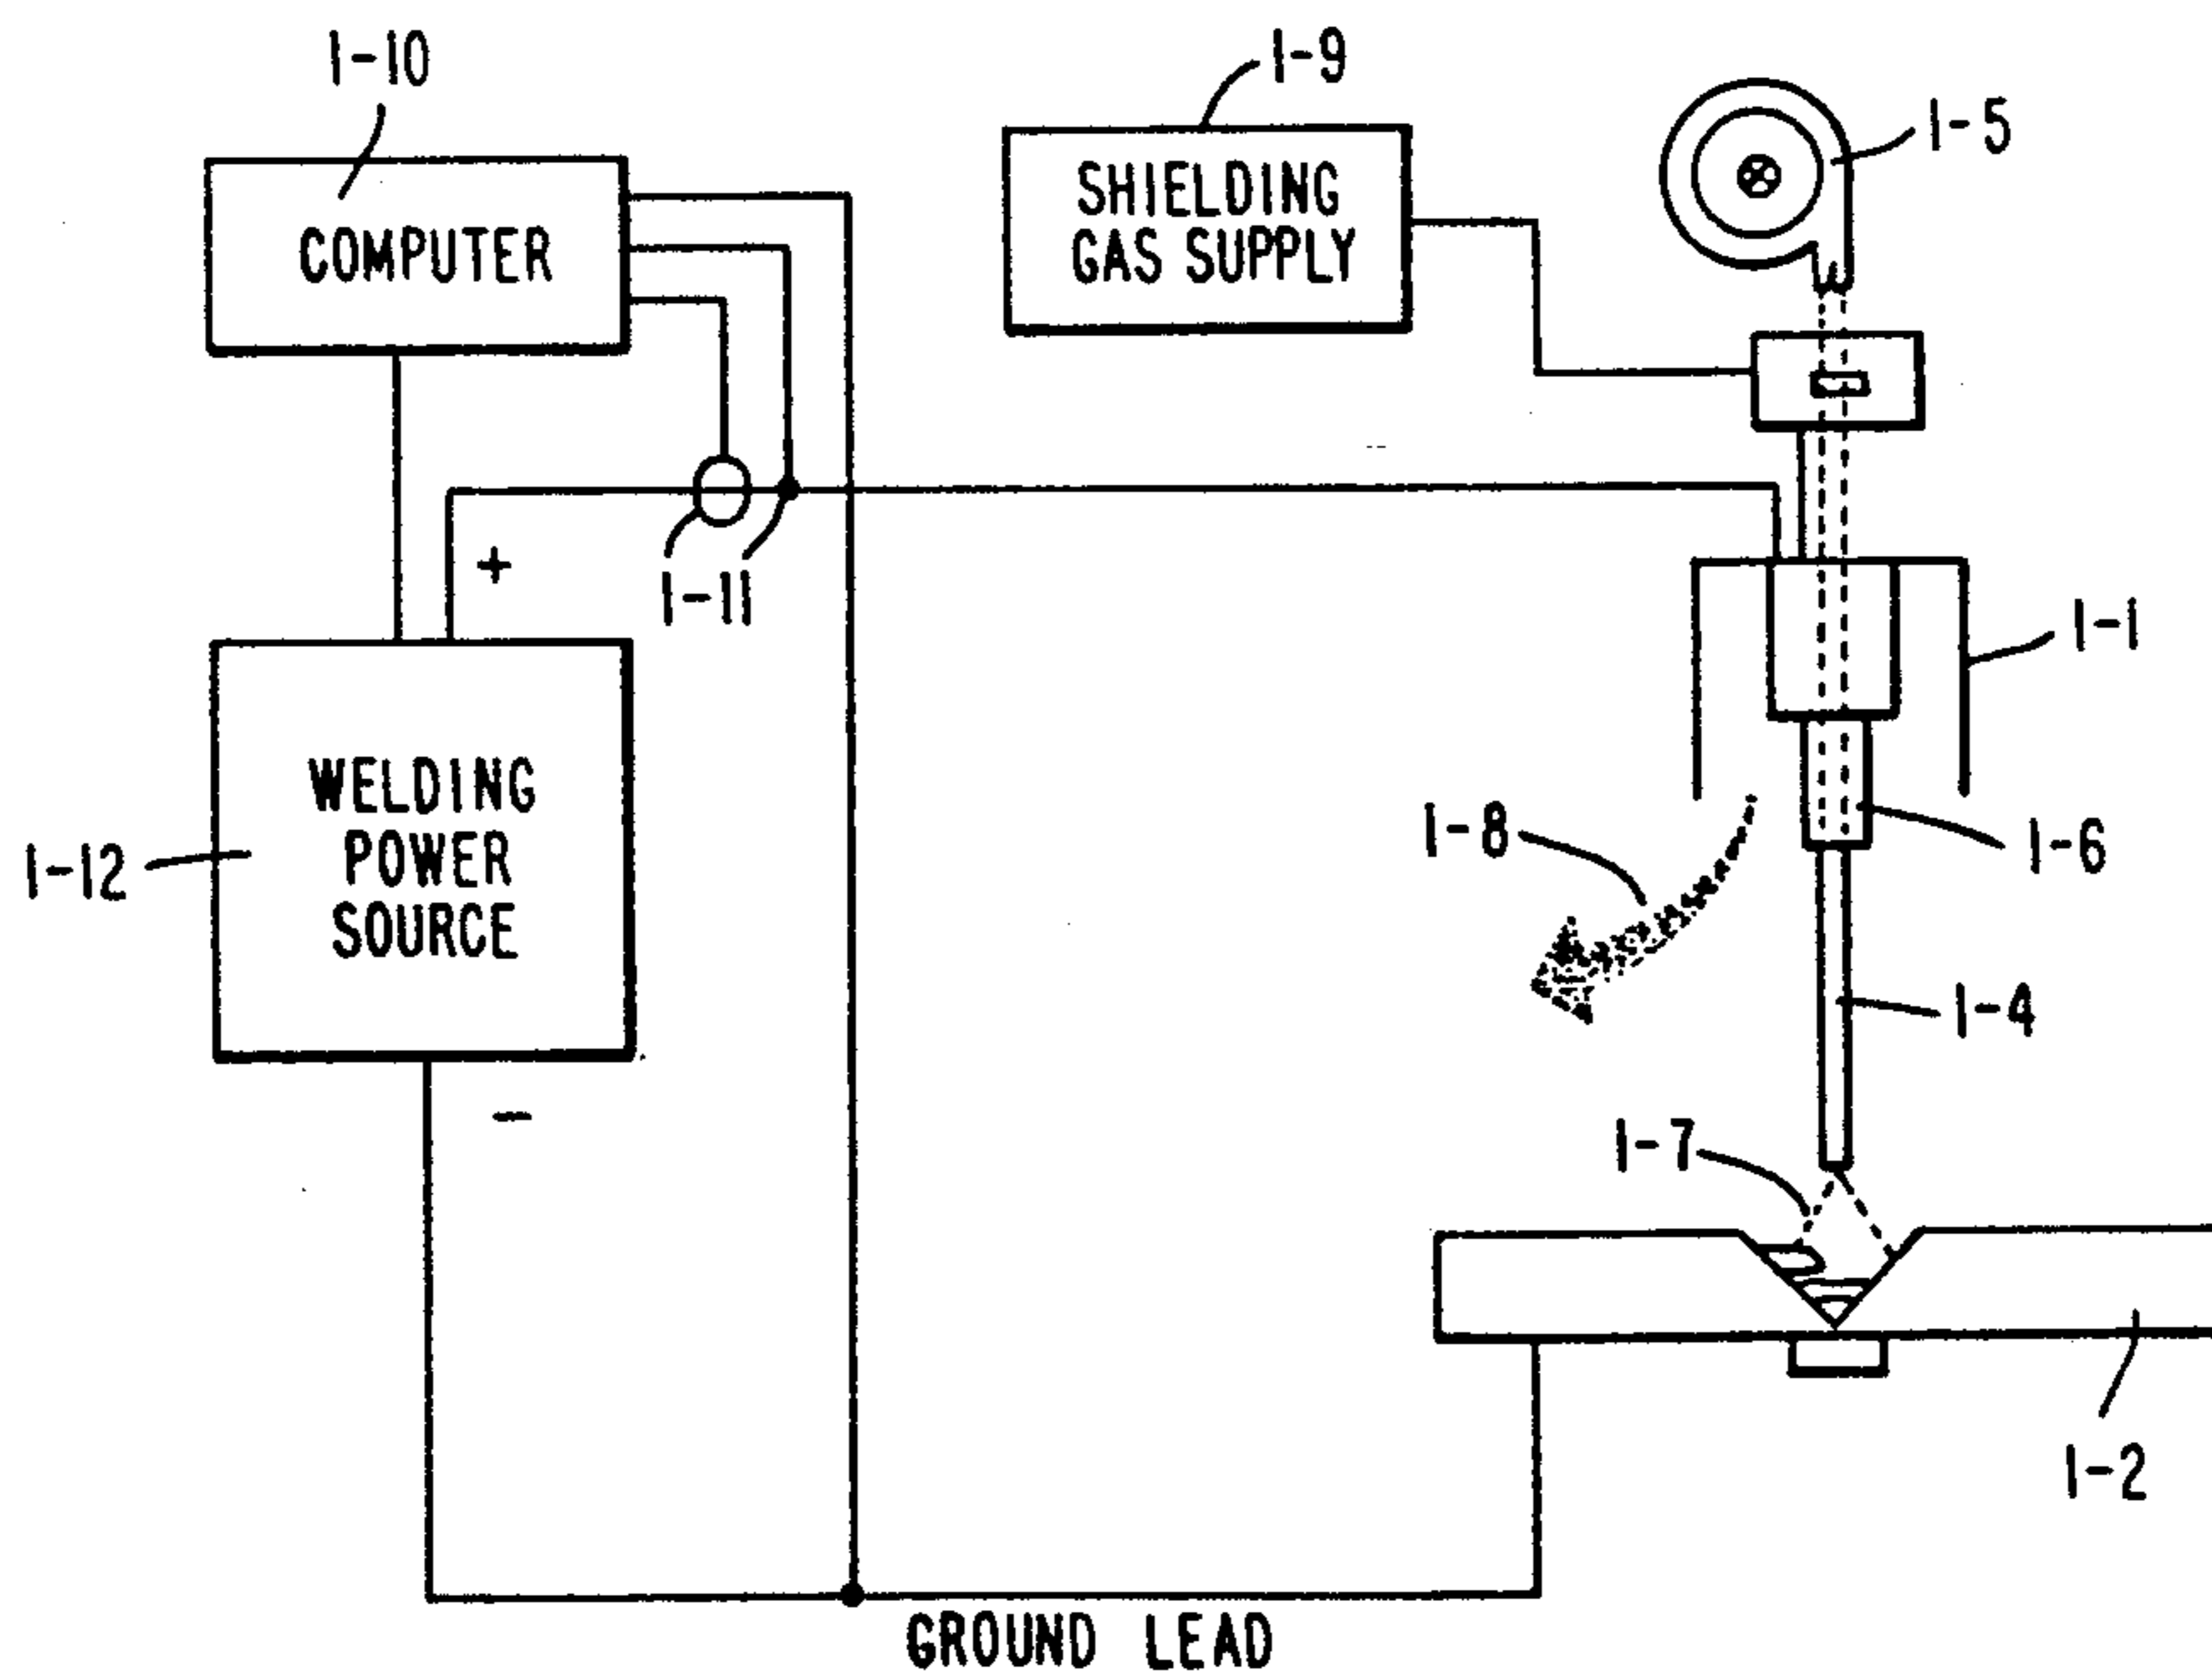 1-10
1-9
1-5
COMPUTER
SHIELDING
GAS SUPPLY
+
1-11
1-1
WELDING
POWER
SOURCE
1-12
1-8
1-6
1-4
−
1-7
1-2
GROUND LEAD